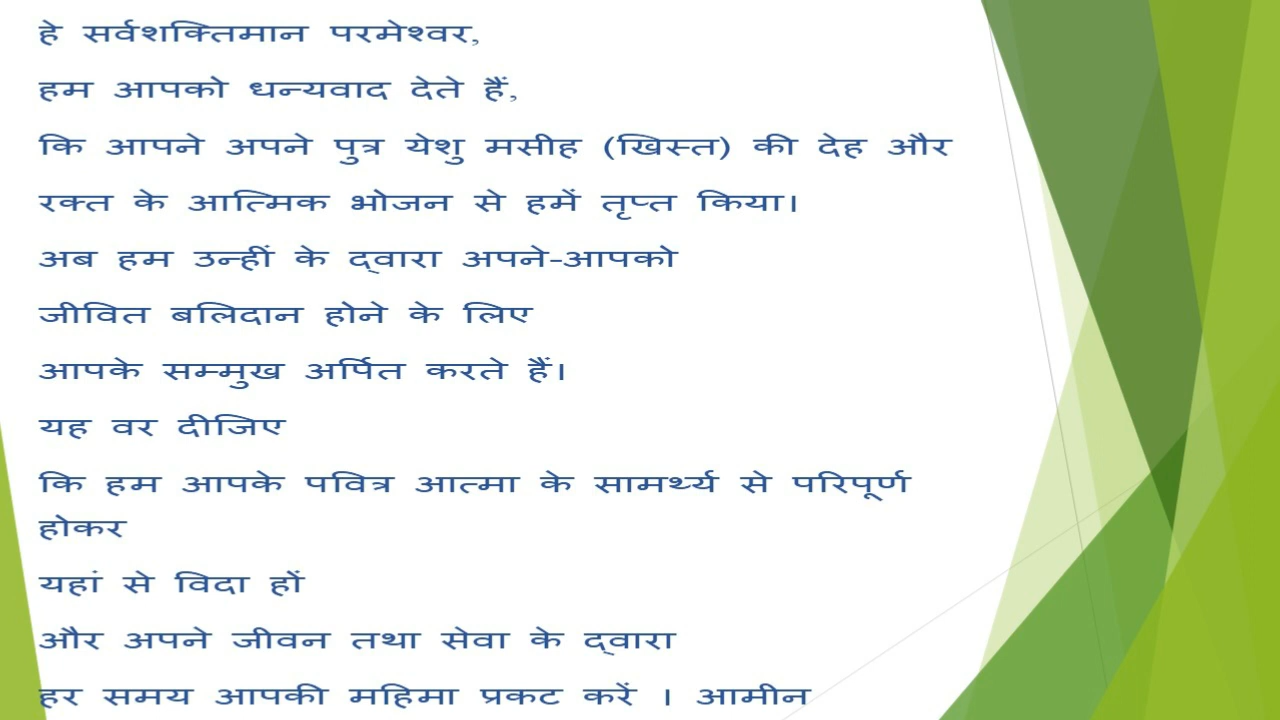 हे सर्वशक्तिमान परमेश्वर,
हम आपको धन्यवाद देते हैं,
कि आपने अपने पुत्र येशु मसीह (खिस्त) की देह और
रक्त के आत्मिक भोजन से हमें तृप्त किया।
अब हम उन्हीं के द्वारा अपने-आपको
जीवित बलिदान होने के लिए
आपके सम्मुख अर्पित करते हैं।
यह वर दीजिए
कि हम आपके पवित्र आत्मा के सामर्थ्य से परिपूर्ण
होकर
यहां से विदा हों
और अपने जीवन तथा सेवा के द्वारा
हर समय आपकी महिमा प्रकट करें । आमीन